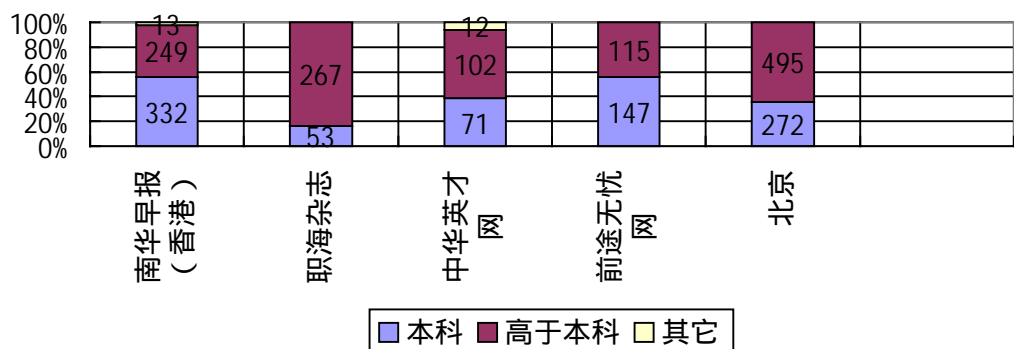 100%
80%
60%
40%
20%
0%
13
249
332
267
53
12
102
71
115
147
495
272
南华早报
（香港）
职海杂志
中华英才
网
前途无忧
网
北京
本科 高于本科 其它